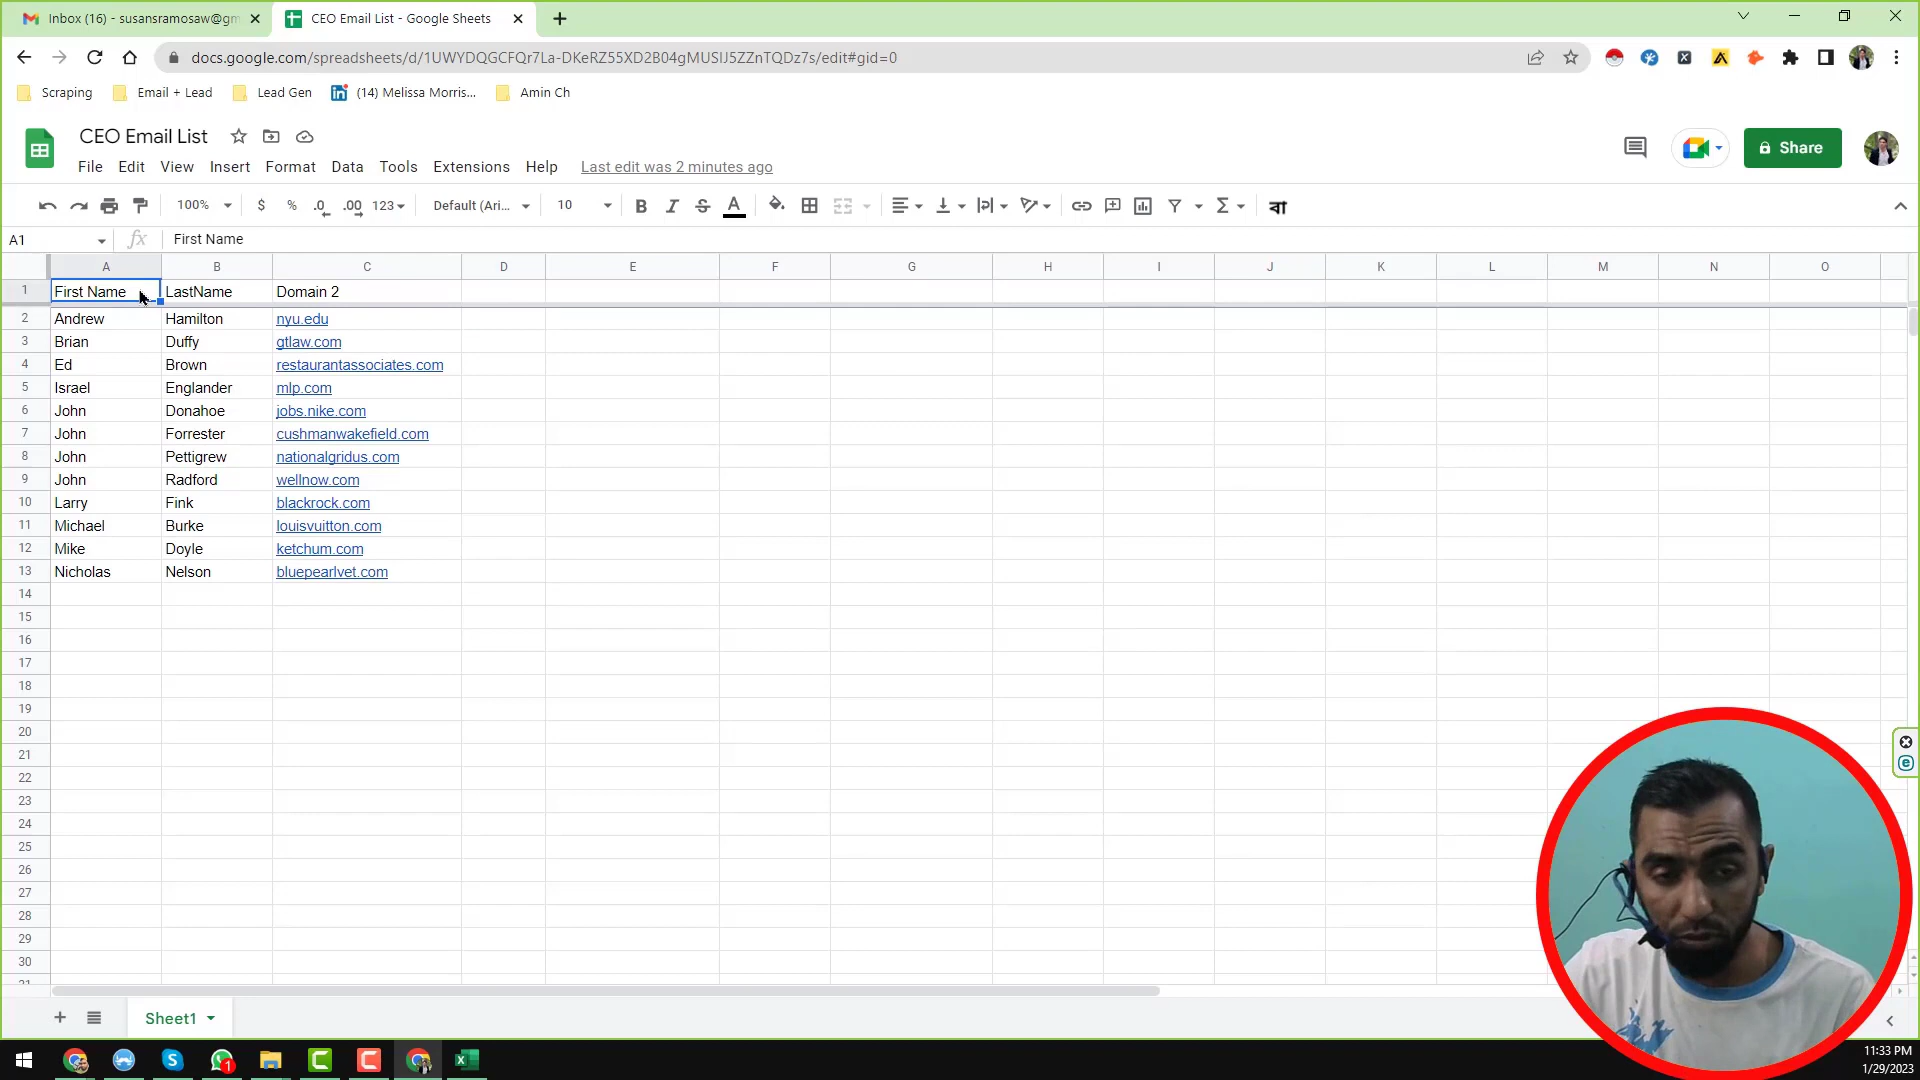 Inbox (16) - susansramosaw@gm
CEO Email List - Google Sheets
docs.google.com/spreadsheets/d/1UWYDQGCFQr7La-DKeRZ55XD2B04gMUSIJ5ZZnTQDz7s/edit#gid=0
Scraping Email + Lead Lead Gen (14) Melissa Morris... Amin Ch
CEO Email List
File Edit View Insert Format Data Tools Extensions Help Last edit was 2 minutes ago
Share
100% $ % .0 .00 123 Default (Ari... 10 B I S A বা
A1 fx First Name
A B C D E F G H I J K L M N O
1 First Name LastName Domain 2
2 Andrew Hamilton nyu.edu
3 Brian Duffy gtlaw.com
4 Ed Brown restaurantassociates.com
5 Israel Englander mlp.com
6 John Donahoe jobs.nike.com
7 John Forrester cushmanwakefield.com
8 John Pettigrew nationalgridus.com
9 John Radford wellnow.com
10 Larry Fink blackrock.com
11 Michael Burke louisvuitton.com
12 Mike Doyle ketchum.com
13 Nicholas Nelson bluepearlvet.com
14
15
16
17
18
19
20
21
22
23
24
25
26
27
28
29
30
31
Sheet1
1
11:33 PM
1/29/2023